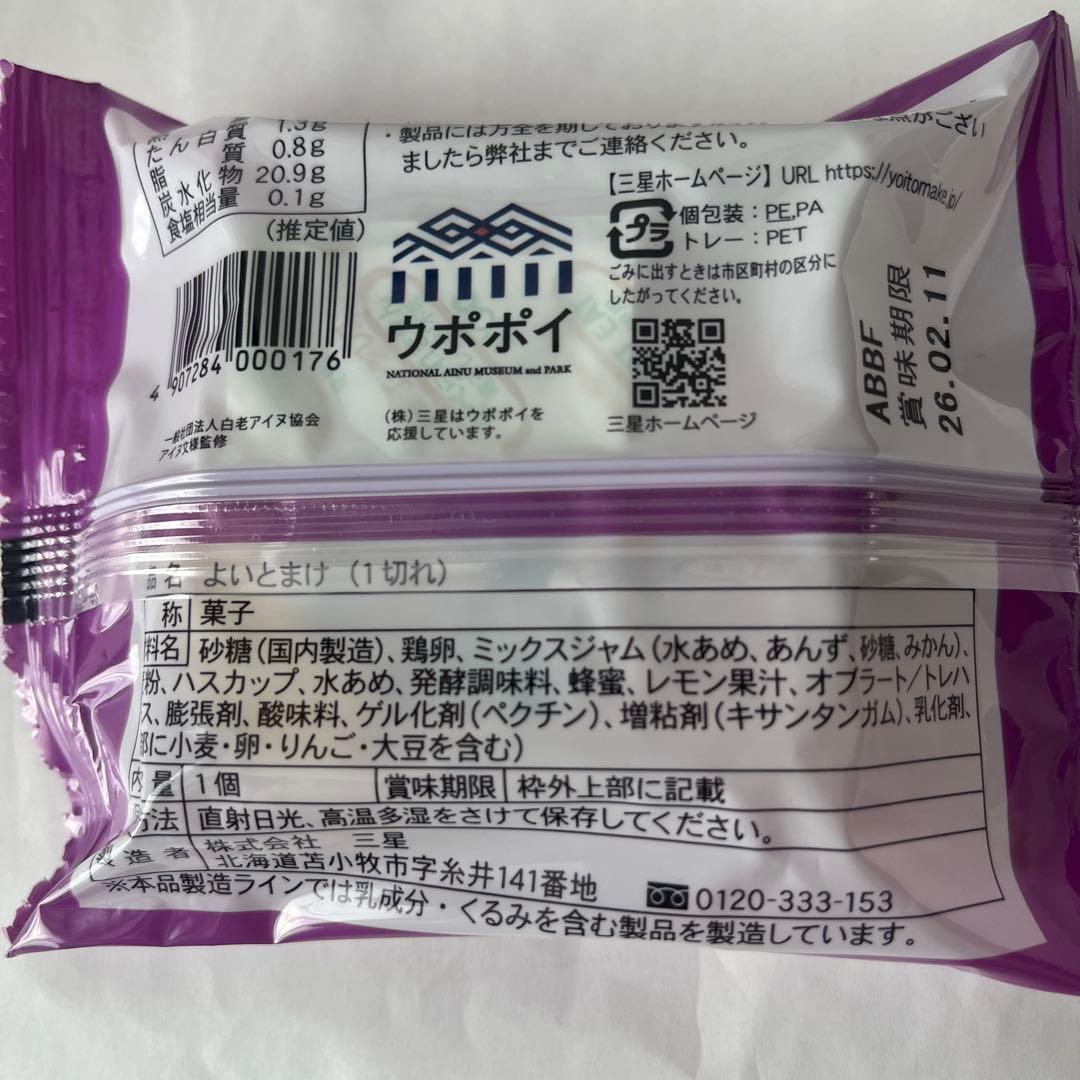 質 1.3g
たん白質 0.8g
脂
炭水化物 20.9g
食塩相当量 0.1g
(推定値)
・製品には万全を期しており
ましたら弊社までご連絡ください。
点がござい
【三星ホームページ】URL https://yoitomake.jp/
プラ
個包装:PE,PA
トレー:PET
ごみに出すときは市区町村の区分に
したがってください。
ウポポイ
NATIONAL AINU MUSEUM and PARK
(株)三星はウポポイを
応援しています。
4 907284 000176
一般社団法人白老アイヌ協会
アイヌ文様監修
三星ホームページ
ABBF
賞味期限
26.02.11
品名 よいとまけ(1切れ)
称 菓子
料名 砂糖(国内製造)、鶏卵、ミックスジャム(水あめ、あんず、砂糖、みかん)、
粉、ハスカップ、水あめ、発酵調味料、蜂蜜、レモン果汁、オブラート/トレハ
ス、膨張剤、酸味料、ゲル化剤(ペクチン)、増粘剤(キサンタンガム)、乳化剤、
部に小麦・卵・りんご・大豆を含む)
内量 1個 賞味期限 枠外上部に記載
方法 直射日光、高温多湿をさけて保存してください。
製造者 株式会社 三星
北海道苫小牧市字糸井141番地 0120-333-153
※本品製造ラインでは乳成分・くるみを含む製品を製造しています。